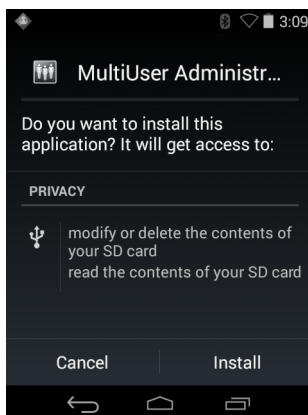 3:09
MultiUser Administr...
Do you want to install this
application? It will get access to:
PRIVACY
modify or delete the contents of
your SD card
read the contents of your SD card
Cancel
Install